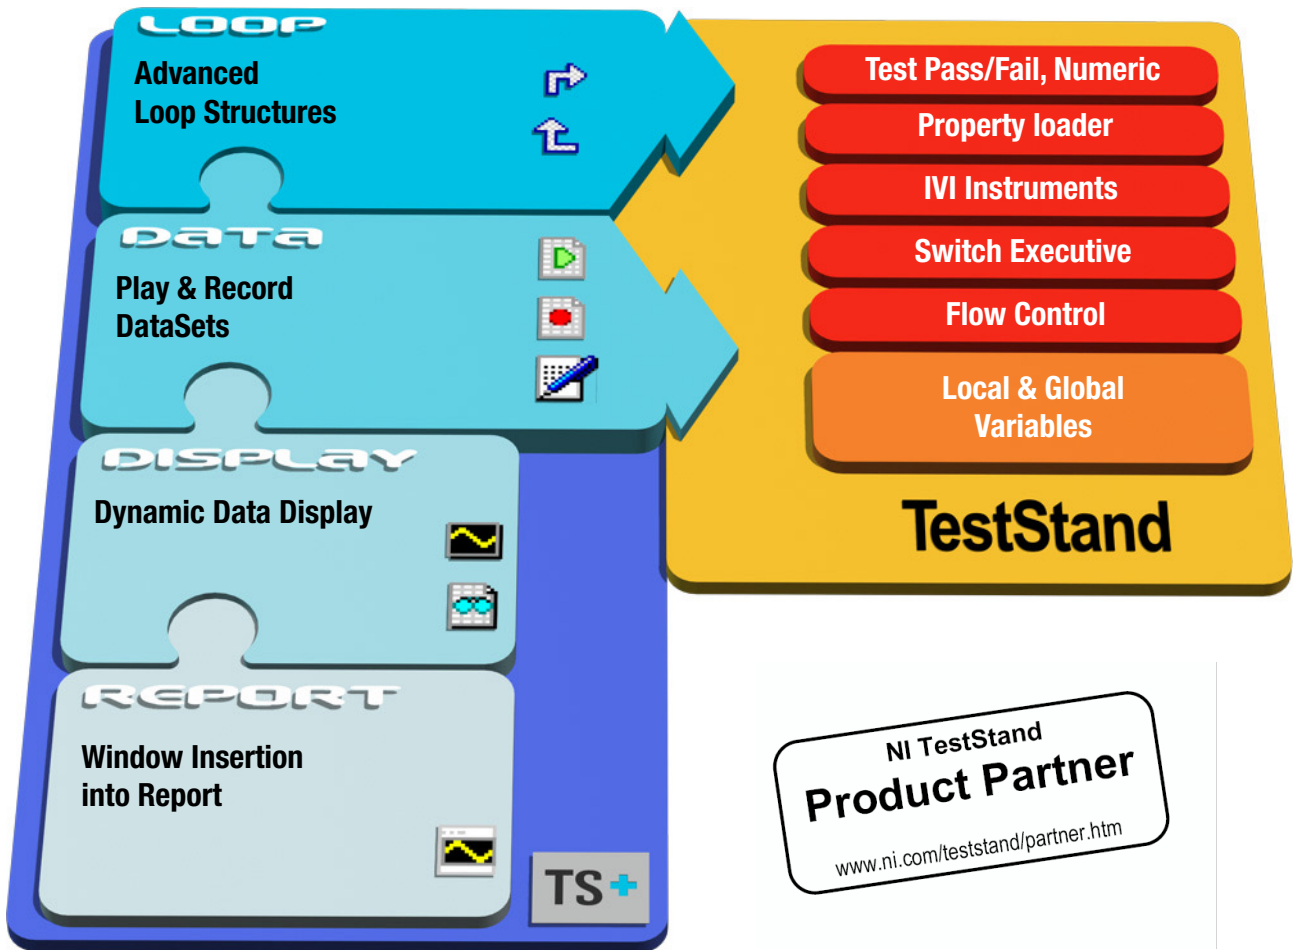 LOOP
Advanced
Loop Structures
DATA
Play & Record
DataSets
DISPLAY
Dynamic Data Display
REPORT
Window Insertion
into Report
TS+
Test Pass/Fail, Numeric
Property loader
IVI Instruments
Switch Executive
Flow Control
Local & Global
Variables
TestStand
NI TestStand
Product Partner
www.ni.com/teststand/partner.htm